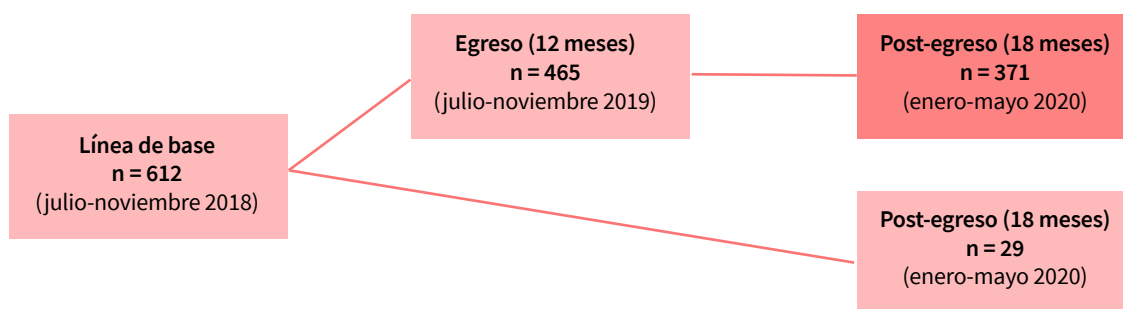 Línea de base
n = 612
(julio-noviembre 2018)
Egreso (12 meses)
n = 465
(julio-noviembre 2019)
Post-egreso (18 meses)
n = 371
(enero-mayo 2020)
Post-egreso (18 meses)
n = 29
(enero-mayo 2020)